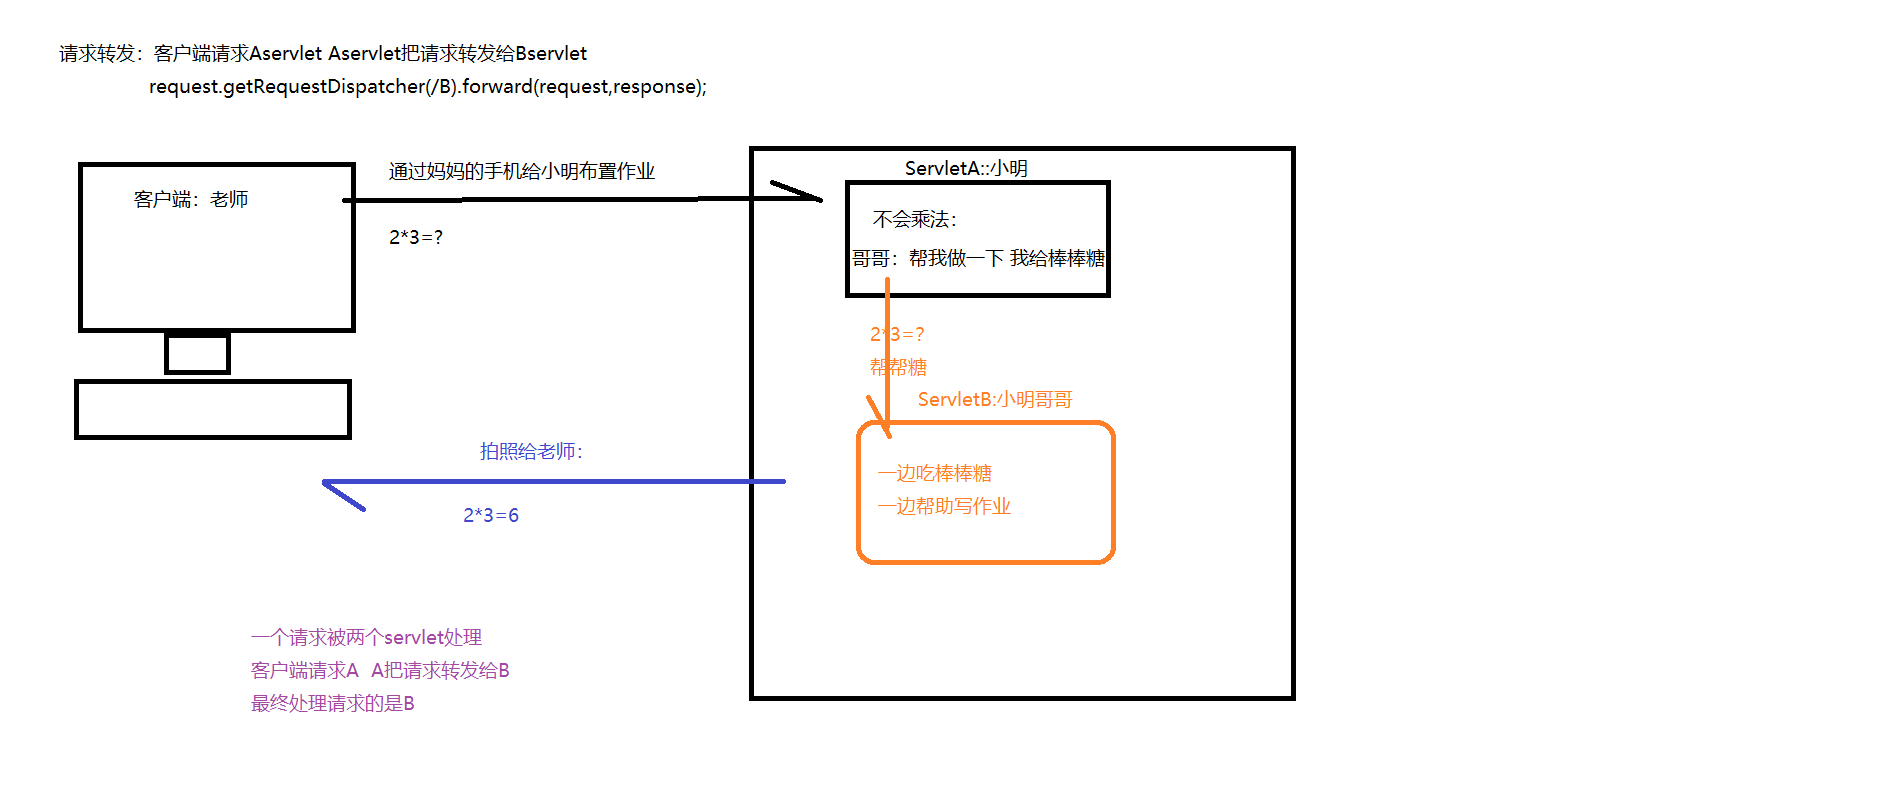 请求转发：客户端请求Aservlet Aservlet把请求转发给Bservlet
request.getRequestDispatcher(/B).forward(request,response);
通过妈妈的手机给小明布置作业
ServletA::小明
客户端：老师
不会乘法：
2*3=?
哥哥：帮我做一下 我给棒棒糖
2*3=?
帮帮糖
ServletB:小明哥哥
拍照给老师：
一边吃棒棒糖
一边帮助写作业
2*3=6
一个请求被两个servlet处理
客户端请求A  A把请求转发给B
最终处理请求的是B